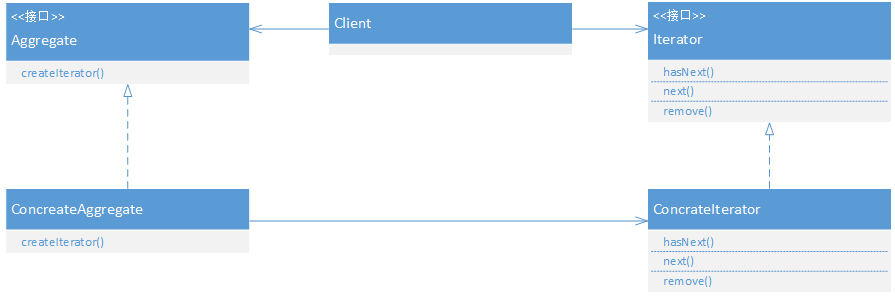 <<接口>>
Aggregate
createIterator()
Client
<<接口>>
Iterator
hasNext()
next()
remove()
ConcreateAggregate
createIterator()
ConcrateIterator
hasNext()
next()
remove()